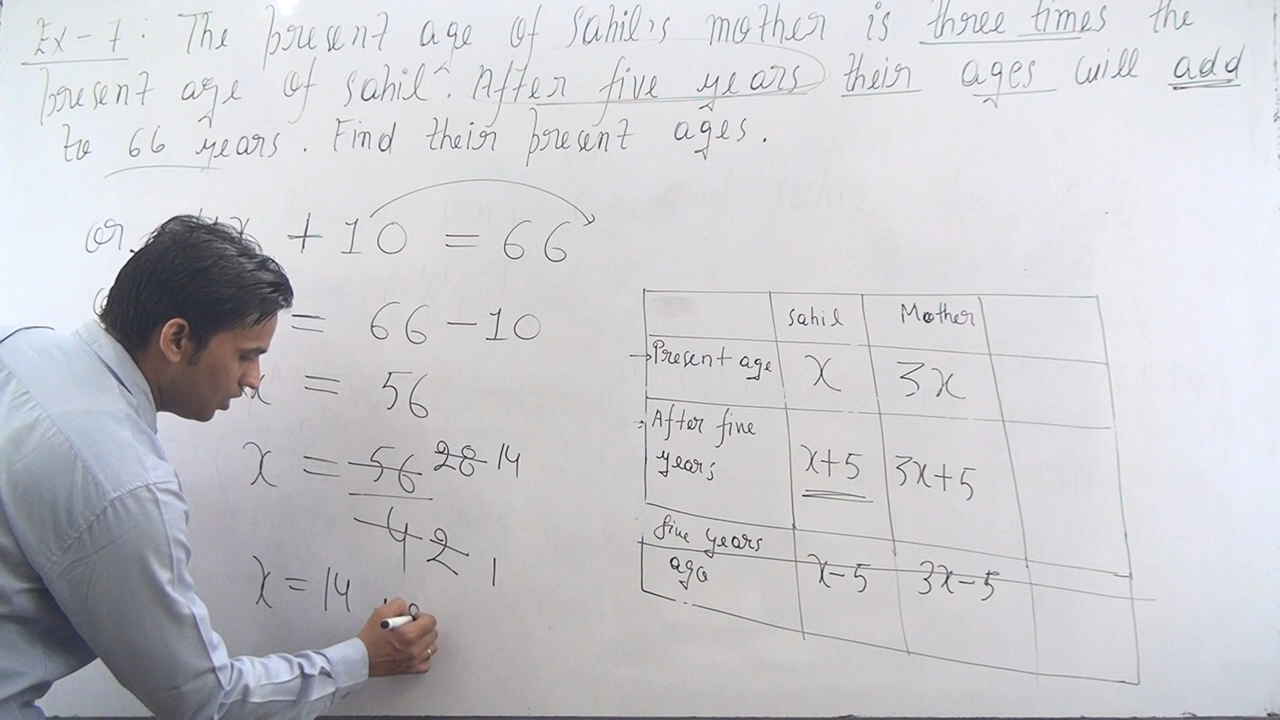 Ex-7: The present age of Sahil's mother is three times the
present age of Sahil. After five years their ages will add
to 66 years. Find their present ages.
or, 4x + 10 = 66
= 66 - 10
x = 56
x = 56 28 14
4 2 1
x = 14
Sahil Mother
Present age x 3x
After five
years x+5 3x+5
five years
ago x-5 3x-5